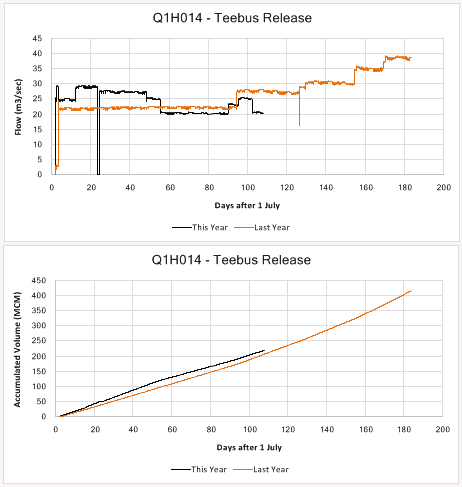 Q1H014 - Teebus Release
45
40
35
30
25
20
15
10
5
0
Flow (m3/sec)
0 20 40 60 80 100 120 140 160 180 200
Days after 1 July
This Year Last Year
Q1H014 - Teebus Release
450
400
350
300
250
200
150
100
50
0
Accumulated Volume (MCM)
0 20 40 60 80 100 120 140 160 180 200
Days after 1 July
This Year Last Year